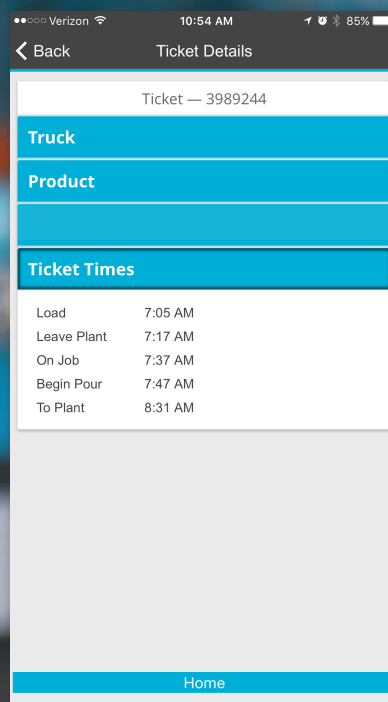 Verizon 10:54 AM 85%
Back Ticket Details
Ticket — 3989244
Truck
Product
Ticket Times
Load 7:05 AM
Leave Plant 7:17 AM
On Job 7:37 AM
Begin Pour 7:47 AM
To Plant 8:31 AM
Home